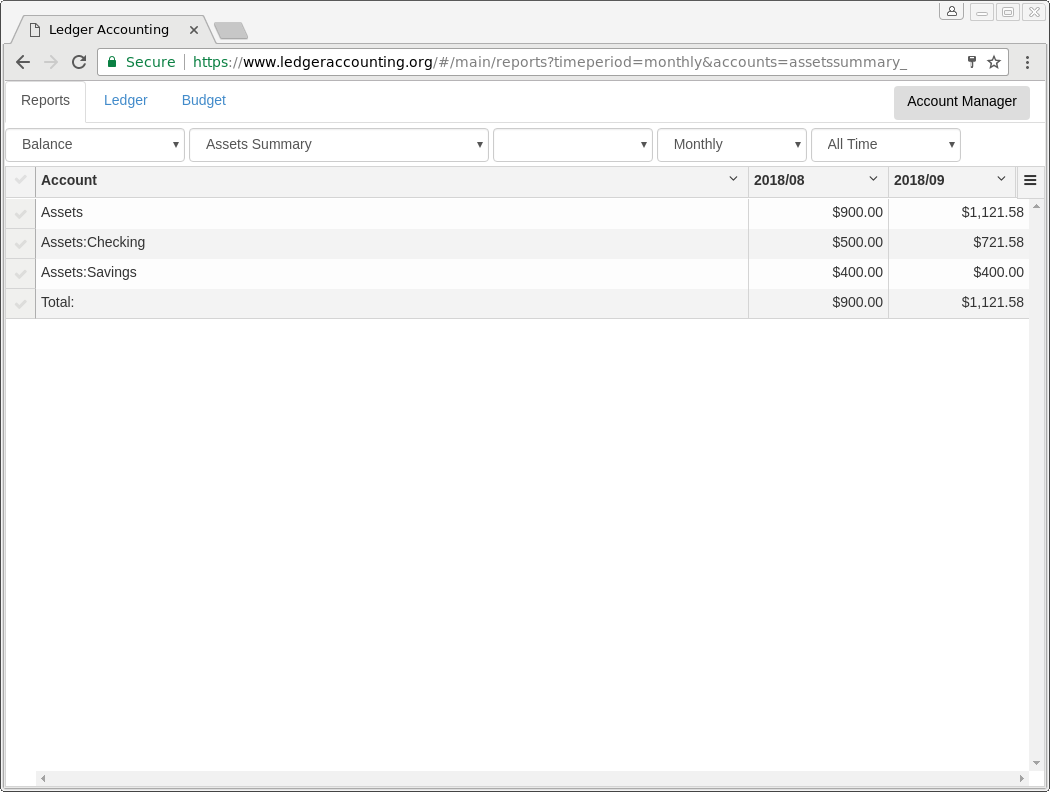 Ledger Accounting
Secure https://www.ledgeraccounting.org/#/main/reports?timeperiod=monthly&accounts=assetssummary_
Reports Ledger Budget Account Manager
Balance Assets Summary Monthly All Time
Account 2018/08 2018/09
Assets $900.00 $1,121.58
Assets:Checking $500.00 $721.58
Assets:Savings $400.00 $400.00
Total: $900.00 $1,121.58